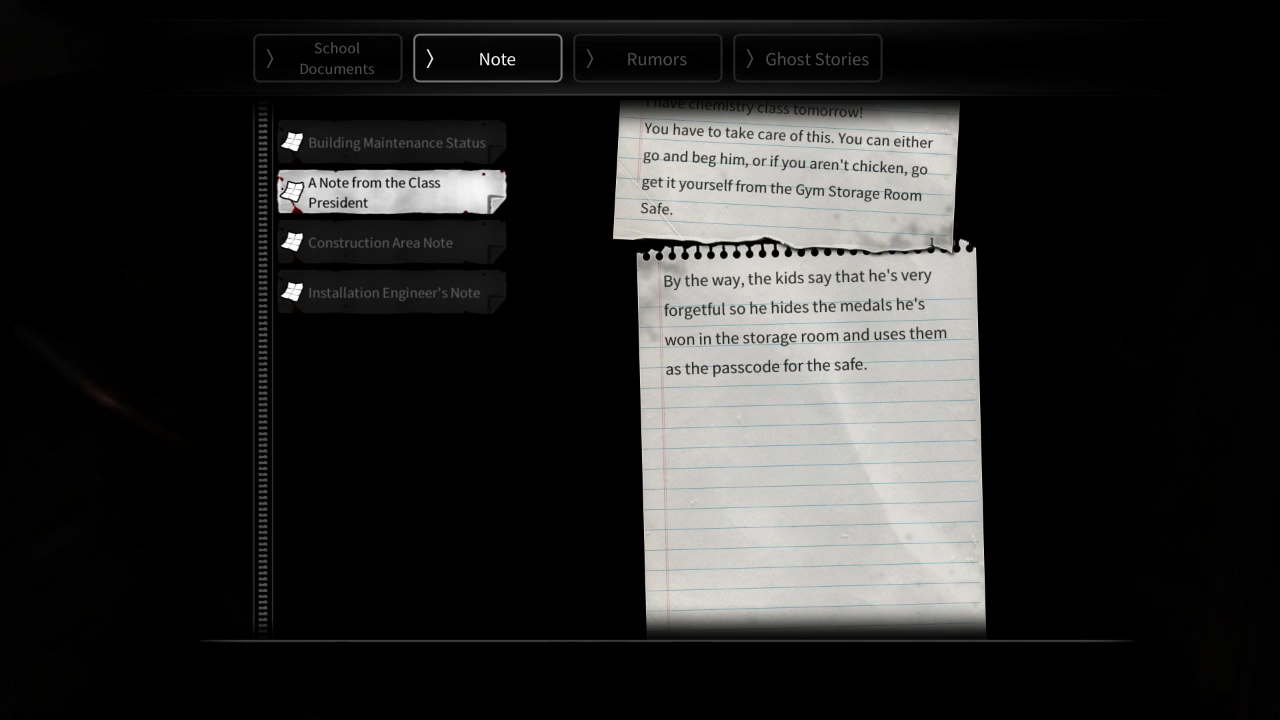 School
Documents
Note
Rumors
Ghost Stories
Building Maintenance Status
A Note from the Class
President
Construction Area Note
Installation Engineer's Note
I have chemistry class tomorrow!
You have to take care of this. You can either
go and beg him, or if you aren't chicken, go
get it yourself from the Gym Storage Room
Safe.
By the way, the kids say that he's very
forgetful so he hides the medals he's
won in the storage room and uses them
as the passcode for the safe.